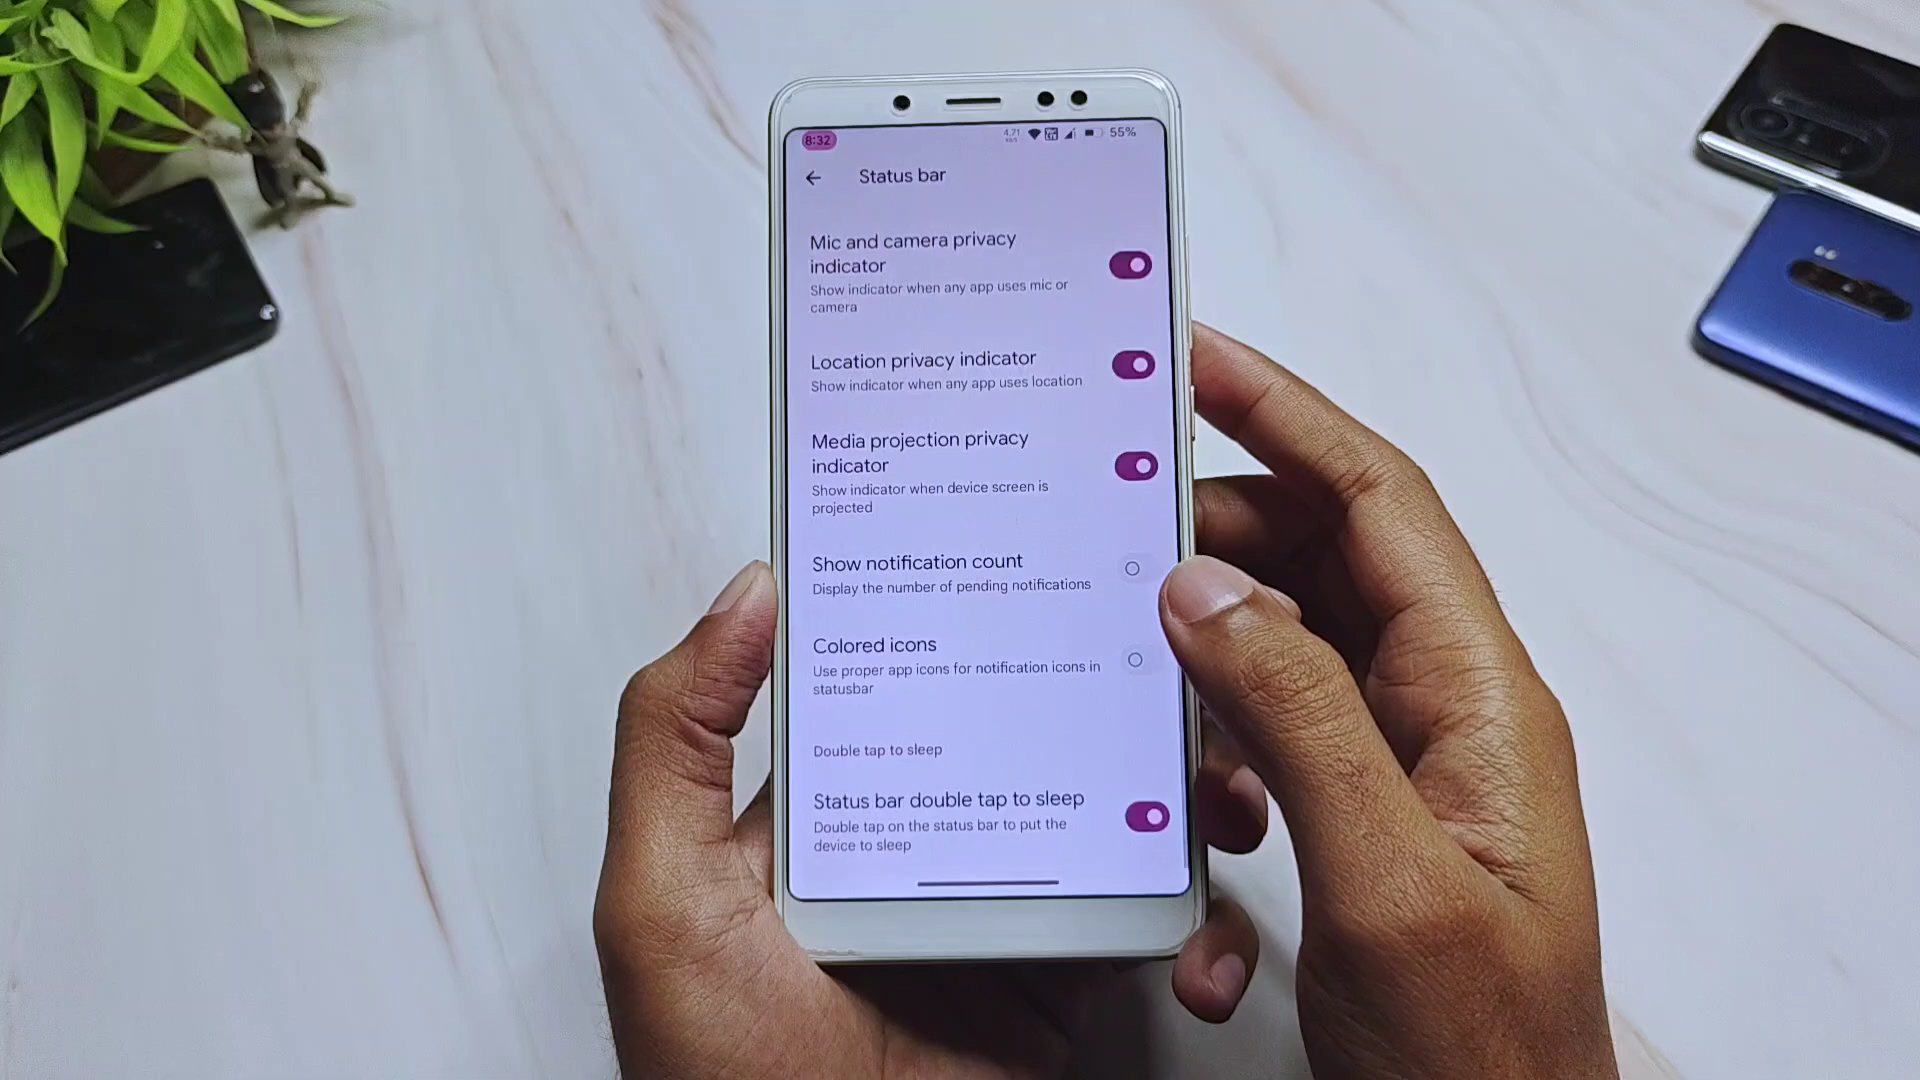 8:32
4.71
55%
Status bar
Mic and camera privacy
indicator
Show indicator when any app uses mic or
camera
Location privacy indicator
Show indicator when any app uses location
Media projection privacy
indicator
Show indicator when device screen is
projected
Show notification count
Display the number of pending notifications
Colored icons
Use proper app icons for notification icons in
statusbar
Double tap to sleep
Status bar double tap to sleep
Double tap on the status bar to put the
device to sleep